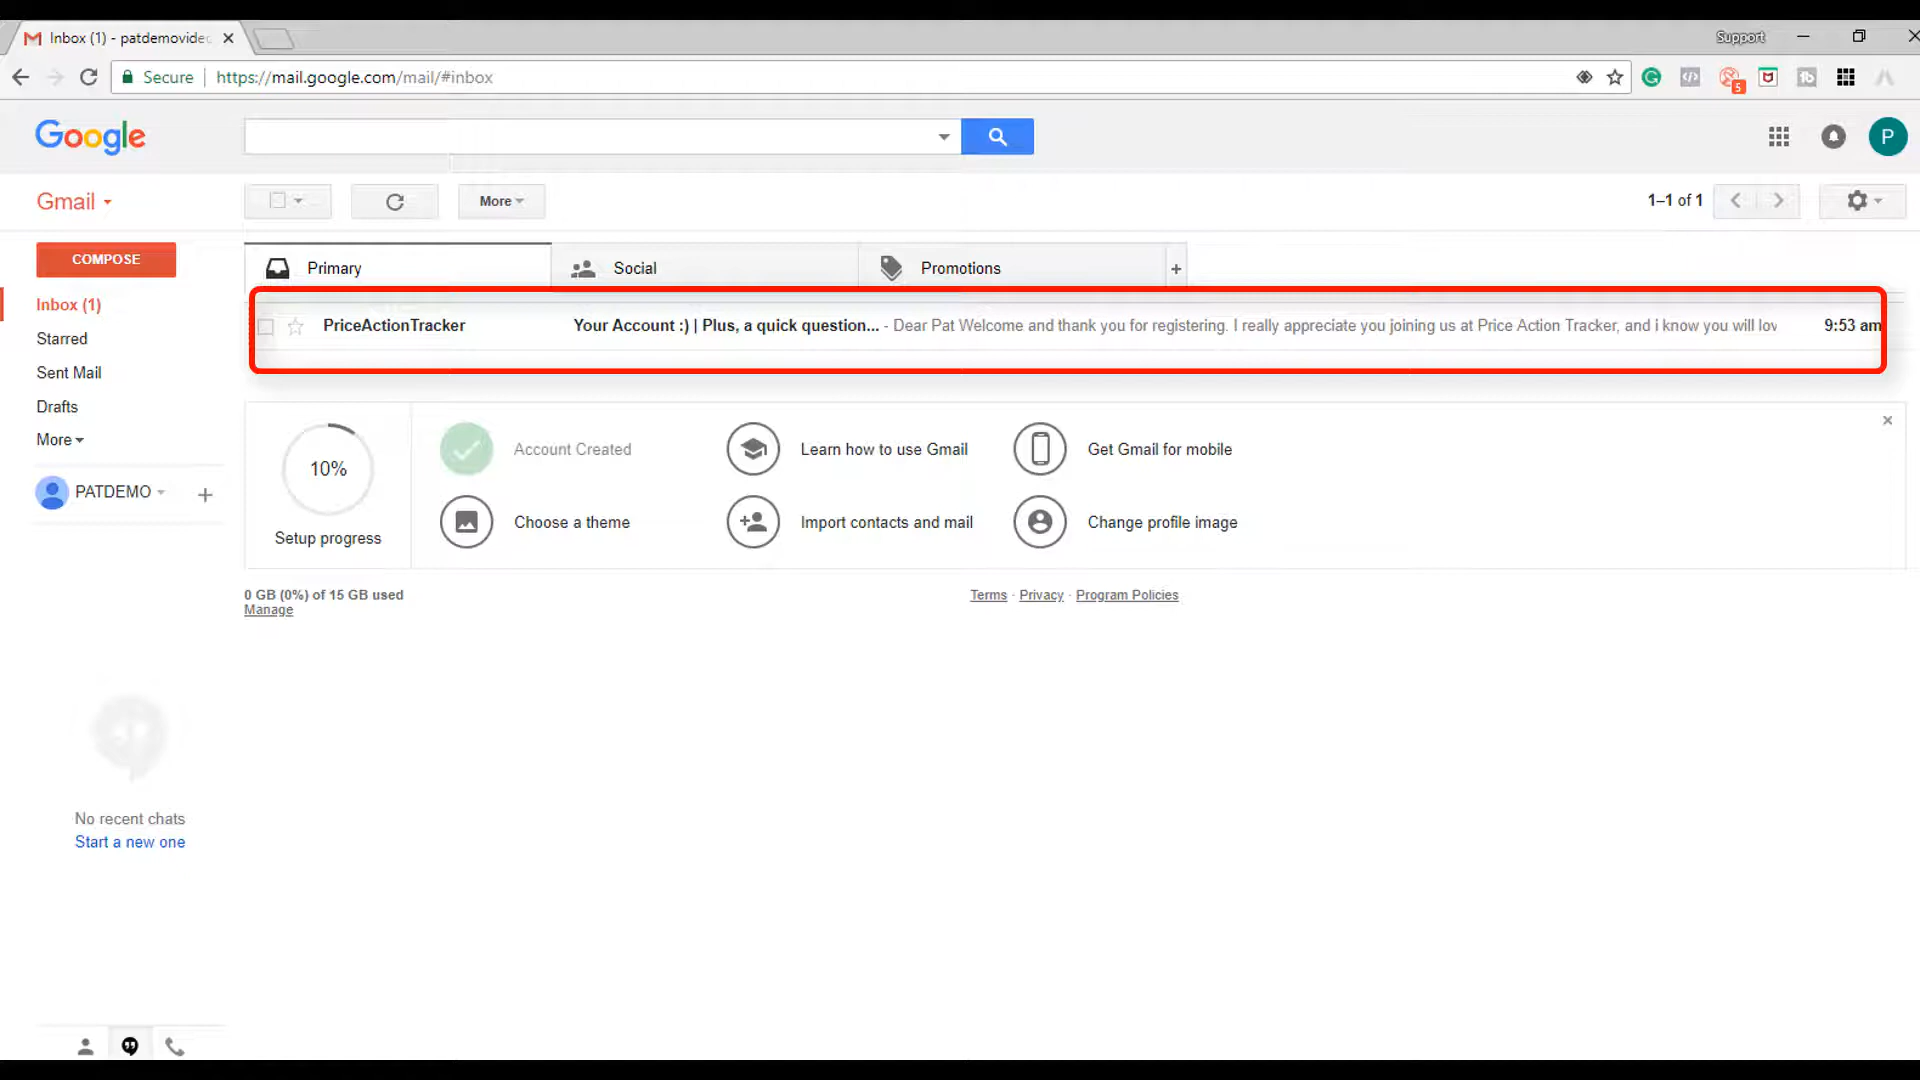 Inbox (1) - patdemovideo
Support
Secure
https://mail.google.com/mail/#inbox
5
Google
P
Gmail
More
1–1 of 1
COMPOSE
Primary
Social
Promotions
+
Inbox (1)
PriceActionTracker
Your Account :) | Plus, a quick question... - Dear Pat Welcome and thank you for registering. I really appreciate you joining us at Price Action Tracker, and i know you will lov
9:53 am
Starred
Sent Mail
Drafts
More
PATDEMO
+
10%
Setup progress
Account Created
Learn how to use Gmail
Get Gmail for mobile
Choose a theme
Import contacts and mail
Change profile image
0 GB (0%) of 15 GB used
Manage
Terms · Privacy · Program Policies
No recent chats
Start a new one